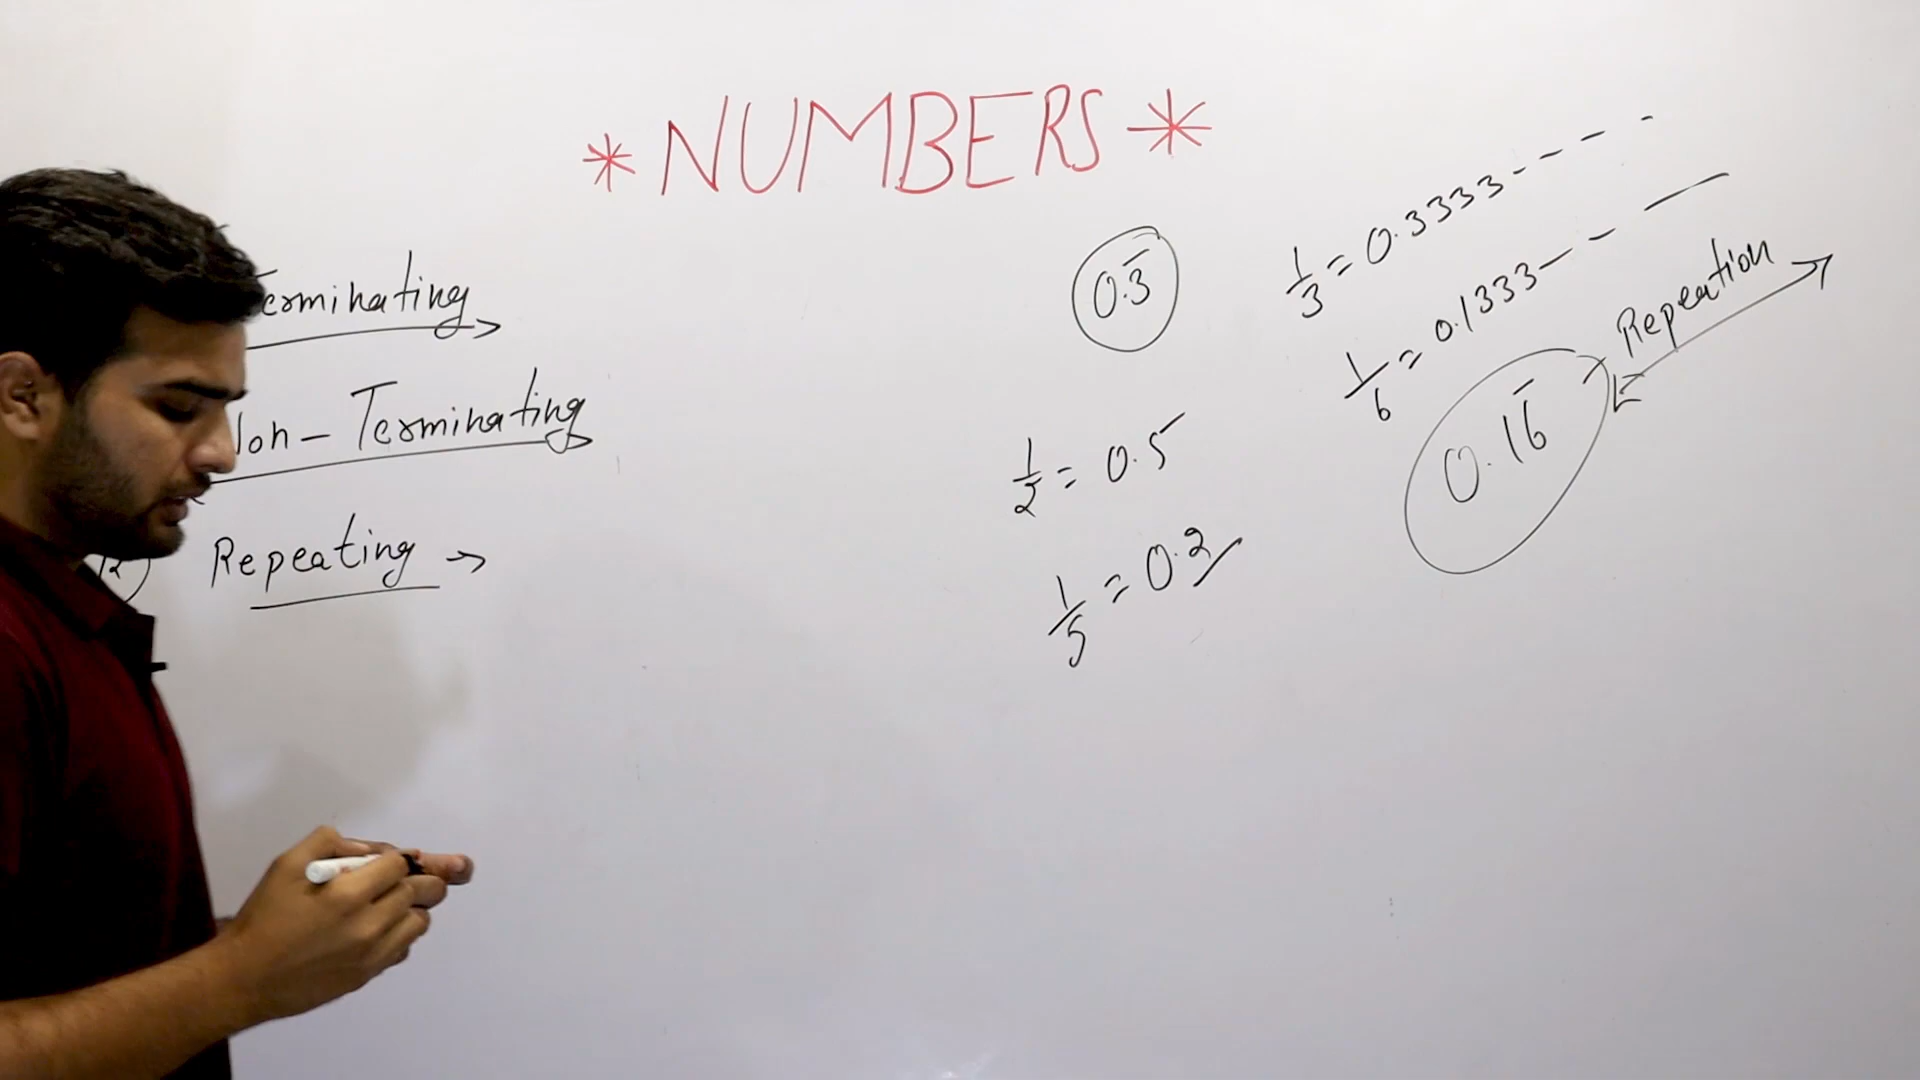 * NUMBERS *
Terminating →
Non - Terminating →
Repeating →
0.3̅
1/3 = 0.3333 - - - -
1/6 = 0.1333 - - -
Repeation
0.16̅
1/2 = 0.5
1/5 = 0.2